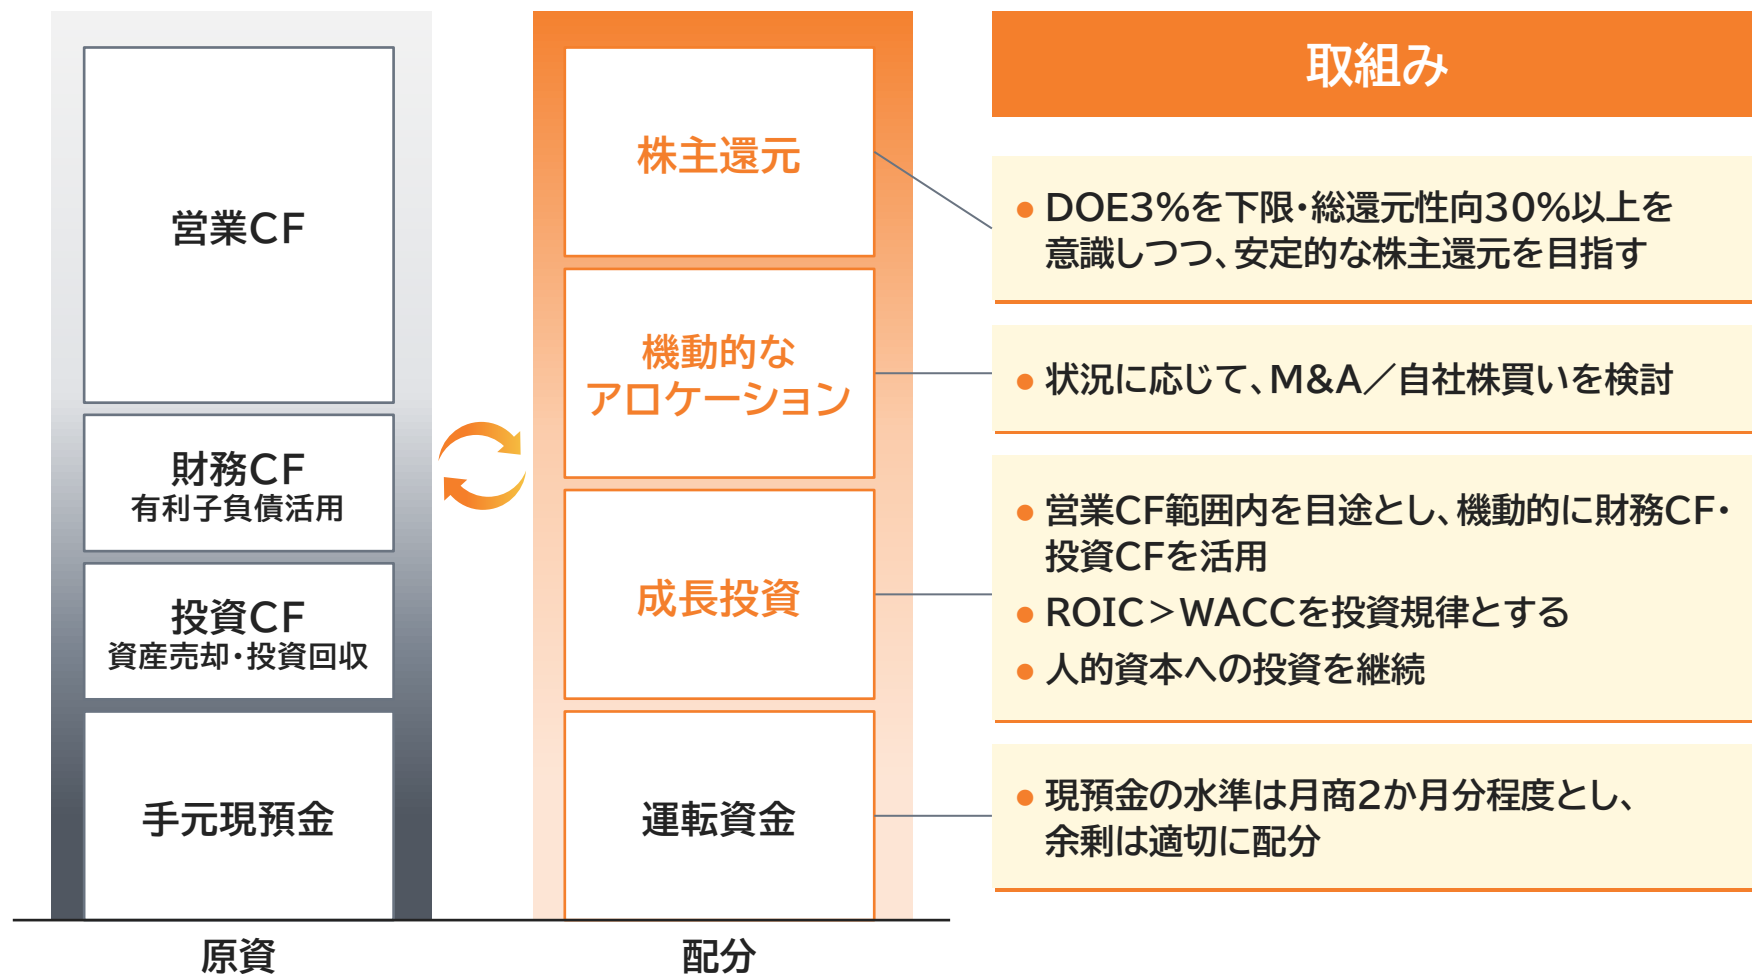 営業CF
財務CF
有利子負債活用
投資CF
資産売却・投資回収
手元現預金
原資
株主還元
機動的な
アロケーション
成長投資
運転資金
配分
取組み
● DOE3%を下限・総還元性向30%以上を
意識しつつ、安定的な株主還元を目指す
● 状況に応じて、M&A／自社株買いを検討
● 営業CF範囲内を目途とし、機動的に財務CF・
投資CFを活用
● ROIC＞WACCを投資規律とする
● 人的資本への投資を継続
● 現預金の水準は月商2か月分程度とし、
余剰は適切に配分